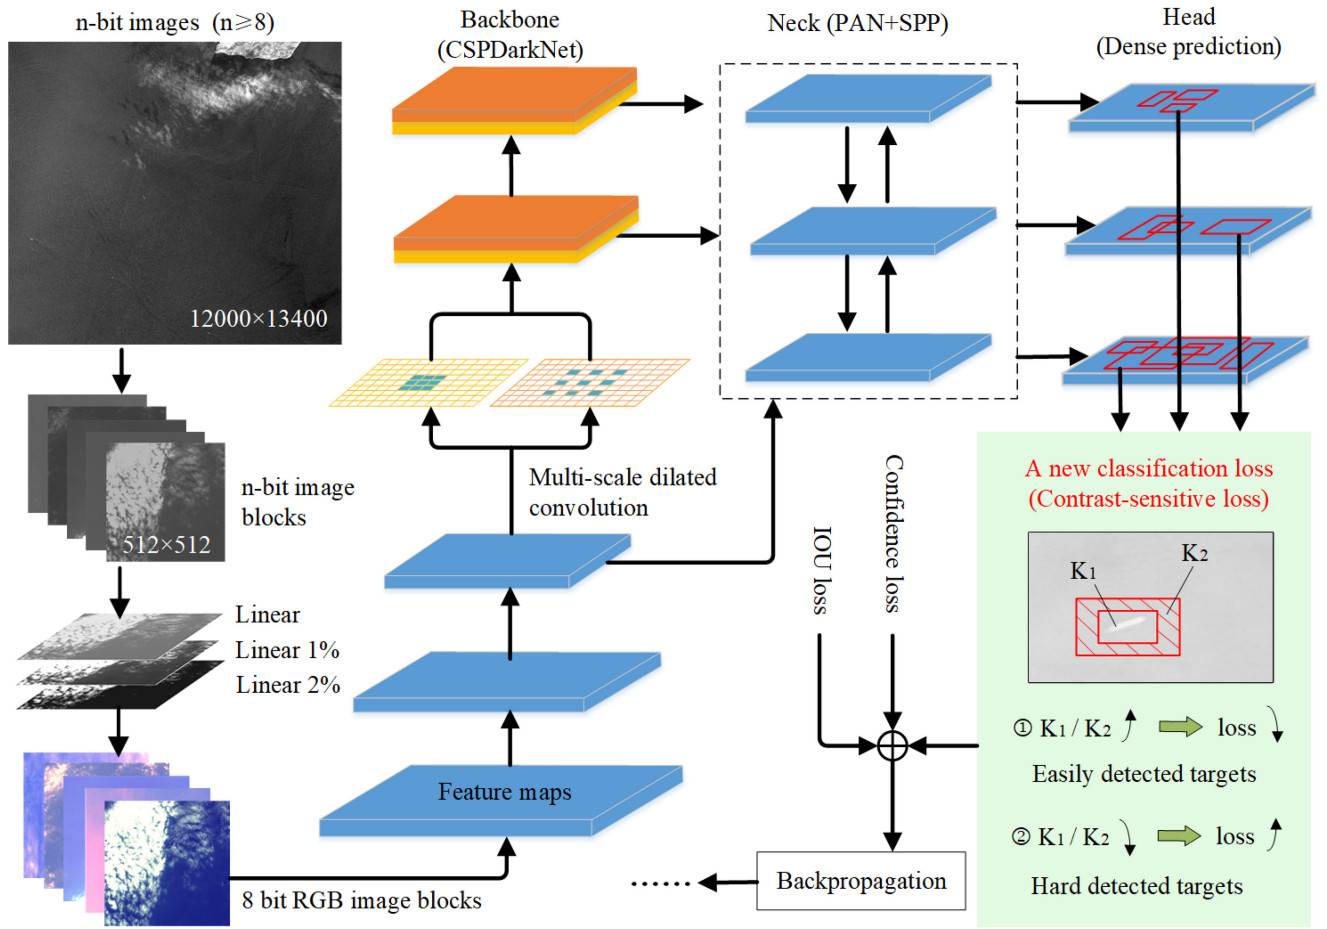 n-bit images (n≥8)
12000×13400
n-bit image
blocks
512×512
Linear
Linear 1%
Linear 2%
8 bit RGB image blocks
Backbone
(CSPDarkNet)
Multi-scale dilated
convolution
Feature maps
Neck (PAN+SPP)
Head
(Dense prediction)
IOU loss
Confidence loss
A new classification loss
(Contrast-sensitive loss)
K₁
K₂
① K₁ / K₂ loss
Easily detected targets
② K₁ / K₂ loss
Hard detected targets
Backpropagation